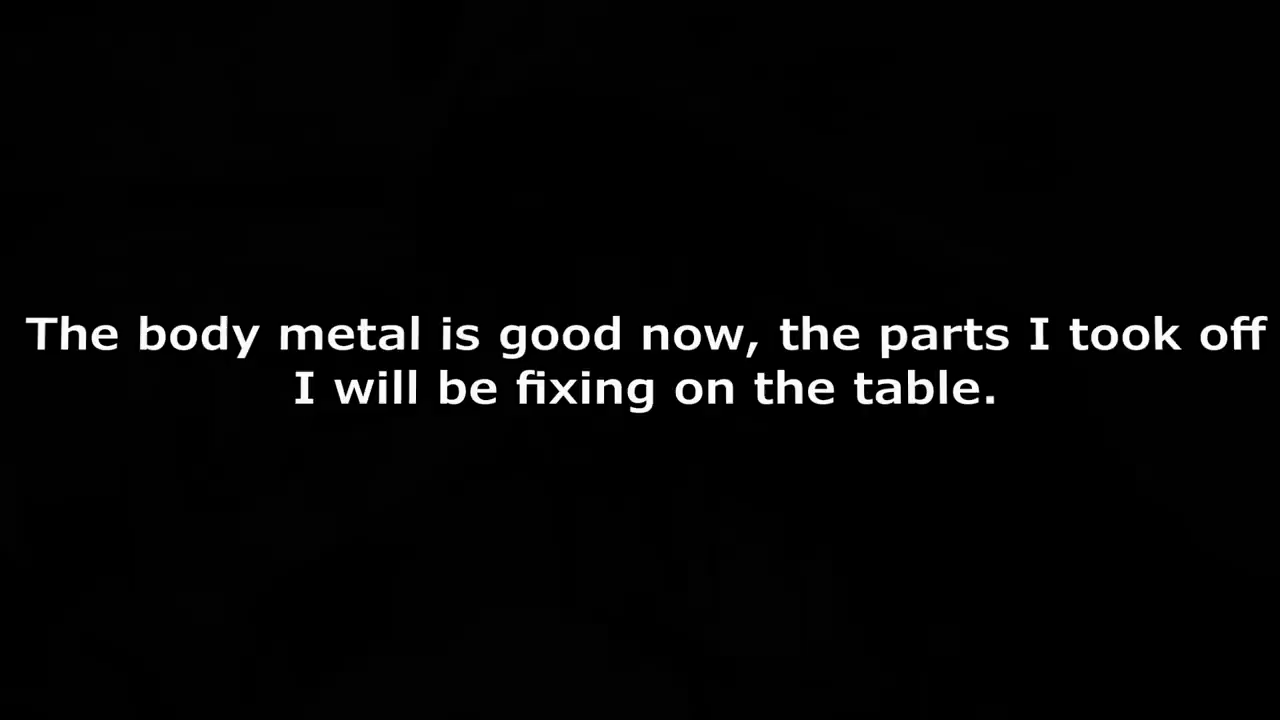 The body metal is good now, the parts I took off
I will be fixing on the table.